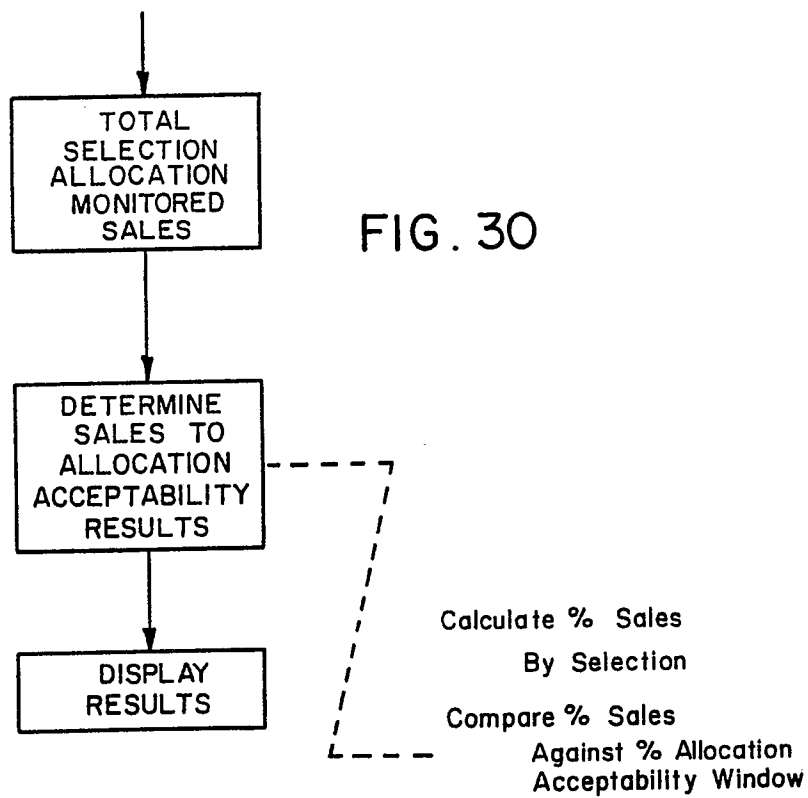 TOTAL
SELECTION
ALLOCATION
MONITORED
SALES
FIG. 30
DETERMINE
SALES TO
ALLOCATION
ACCEPTABILITY
RESULTS
DISPLAY
RESULTS
Calculate % Sales
By Selection
Compare % Sales
Against % Allocation
Acceptability Window